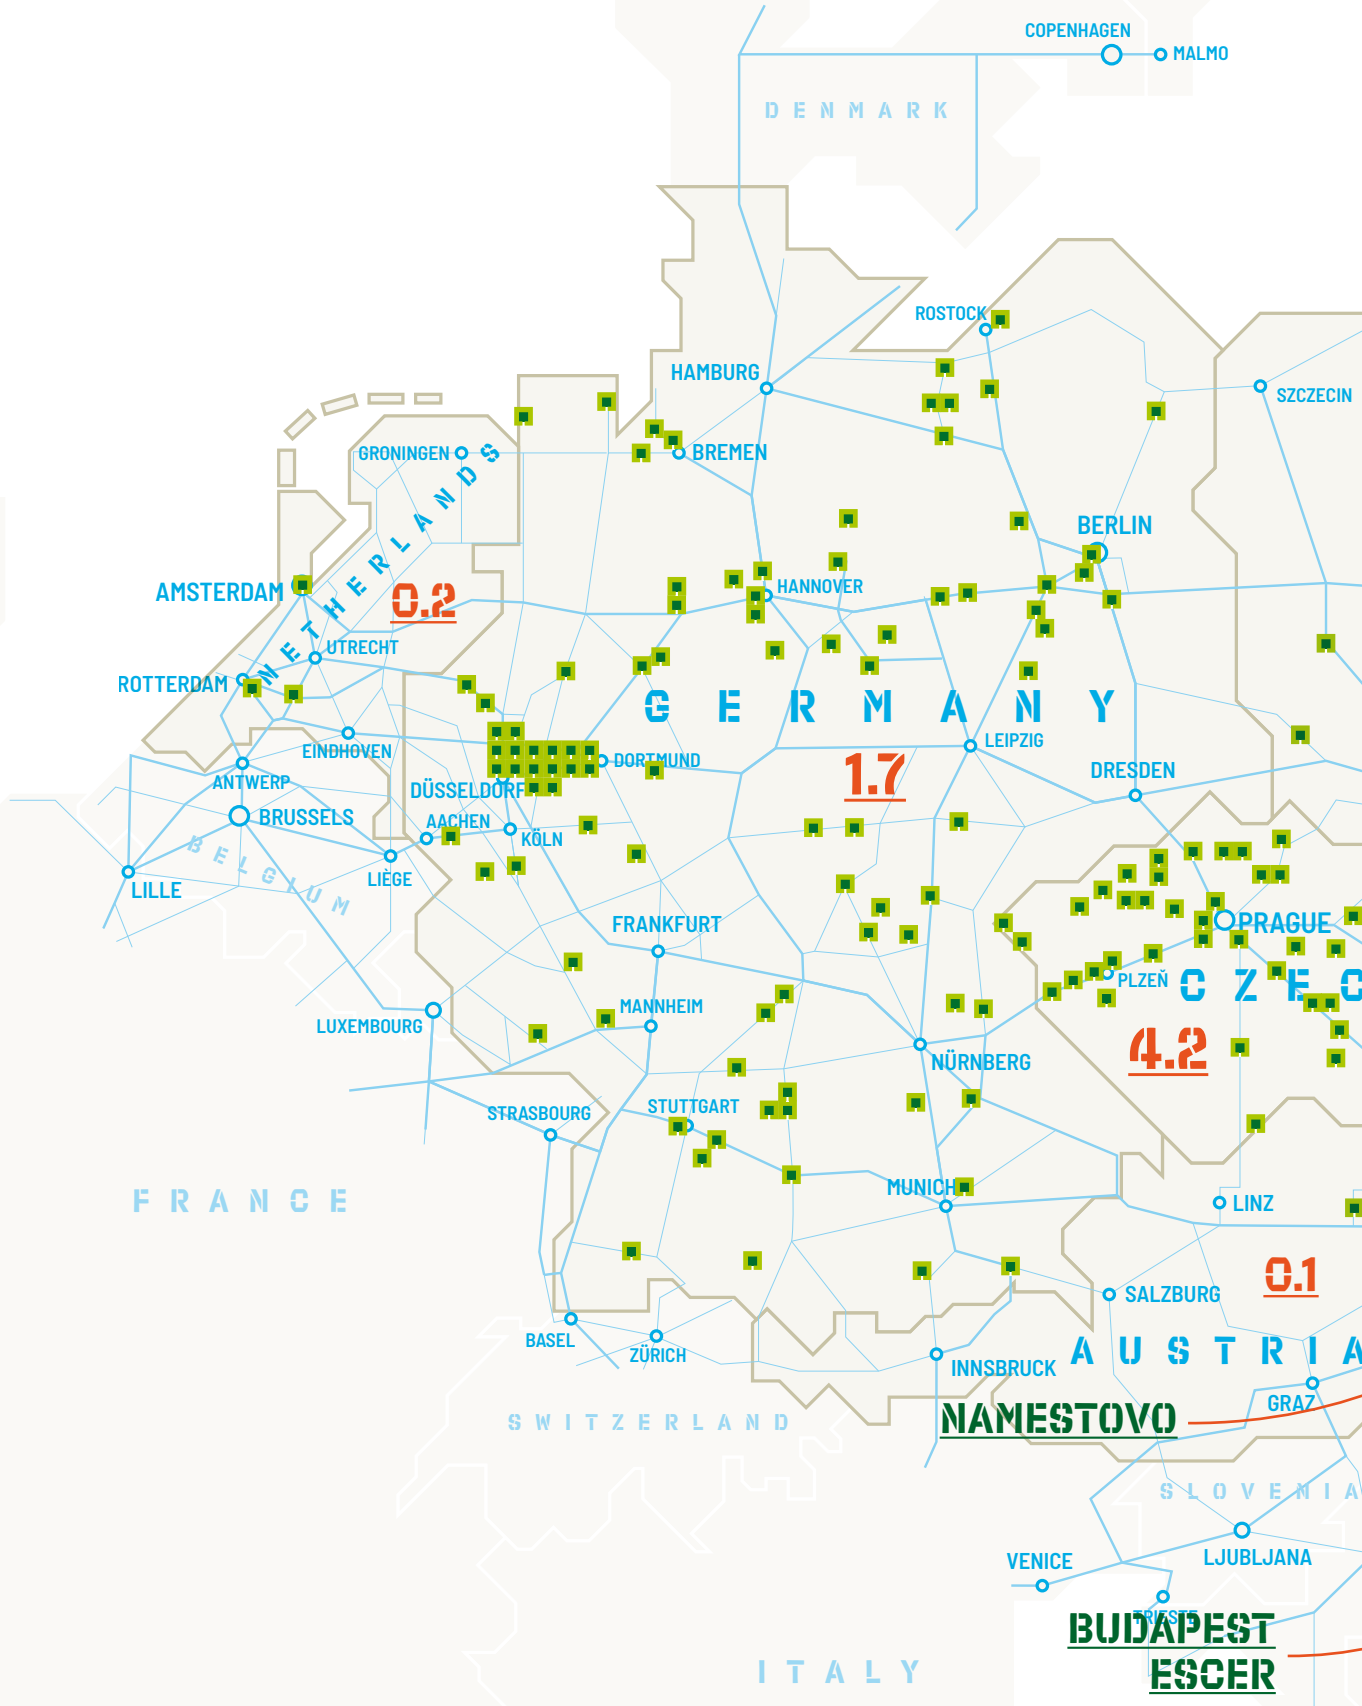 COPENHAGEN
MALMO
DENMARK
ROSTOCK
HAMBURG
SZCZECIN
GRONINGEN
BREMEN
NETHERLANDS
BERLIN
AMSTERDAM
HANNOVER
0.2
UTRECHT
ROTTERDAM
GERMANY
EINDHOVEN
LEIPZIG
DORTMUND
1.7
DRESDEN
ANTWERP
DÜSSELDORF
BRUSSELS
AACHEN
KÖLN
BELGIUM
LIÈGE
LILLE
FRANKFURT
PRAGUE
PLZEŇ
CZEC
MANNHEIM
LUXEMBOURG
4.2
NÜRNBERG
STRASBOURG
STUTTGART
MUNICH
FRANCE
LINZ
0.1
SALZBURG
BASEL
ZÜRICH
AUSTRIA
INNSBRUCK
GRAZ
NAMESTOVO
SWITZERLAND
SLOVENIA
VENICE
LJUBLJANA
TRIESTE
BUDAPEST
ESCER
ITALY